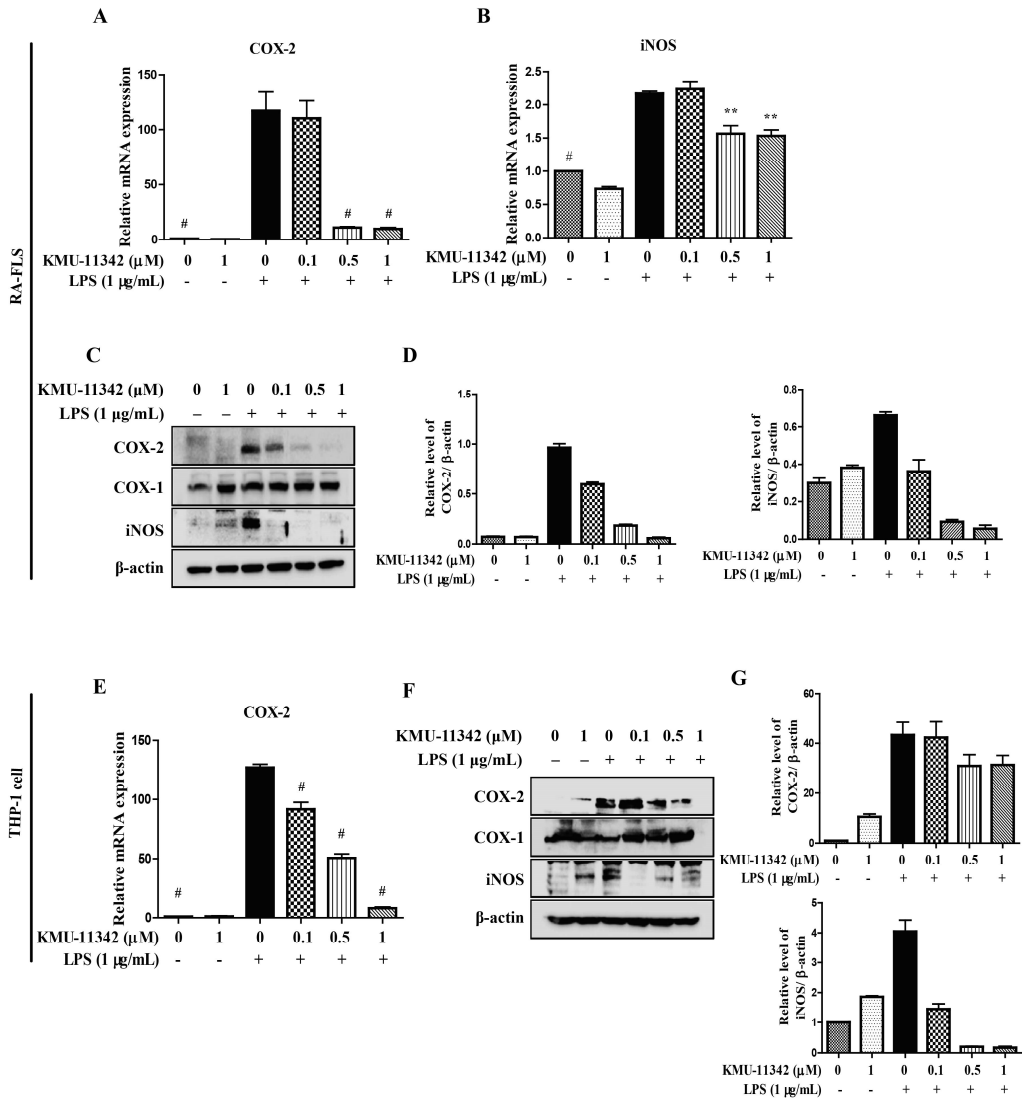 A
COX-2
Relative mRNA expression
150
100
50
0
# # #
KMU-11342 (μM) 0 1 0 0.1 0.5 1
LPS (1 μg/mL) - - + + + +
B
iNOS
Relative mRNA expression
2.5
2.0
1.5
1.0
0.5
0.0
# ** **
KMU-11342 (μM) 0 1 0 0.1 0.5 1
LPS (1 μg/mL) - - + + + +
RA-FLS
C
KMU-11342 (μM) 0 1 0 0.1 0.5 1
LPS (1 μg/mL) – – + + + +
COX-2
COX-1
iNOS
β-actin
D
Relative level of
COX-2/ β-actin
1.5
1.0
0.5
0.0
KMU-11342 (μM) 0 1 0 0.1 0.5 1
LPS (1 μg/mL) - - + + + +
Relative level of
iNOS/ β-actin
0.8
0.6
0.4
0.2
0.0
KMU-11342 (μM) 0 1 0 0.1 0.5 1
LPS (1 μg/mL) - - + + + +
THP-1 cell
E
COX-2
Relative mRNA expression
150
100
50
0
# # # #
KMU-11342 (μM) 0 1 0 0.1 0.5 1
LPS (1 μg/mL) - - + + + +
F
KMU-11342 (μM) 0 1 0 0.1 0.5 1
LPS (1 μg/mL) – – + + + +
COX-2
COX-1
iNOS
β-actin
G
Relative level of
COX-2/ β-actin
60
40
20
0
KMU-11342 (μM) 0 1 0 0.1 0.5 1
LPS (1 μg/mL) - - + + + +
Relative level of
iNOS/ β-actin
5
4
3
2
1
0
KMU-11342 (μM) 0 1 0 0.1 0.5 1
LPS (1 μg/mL) - - + + + +